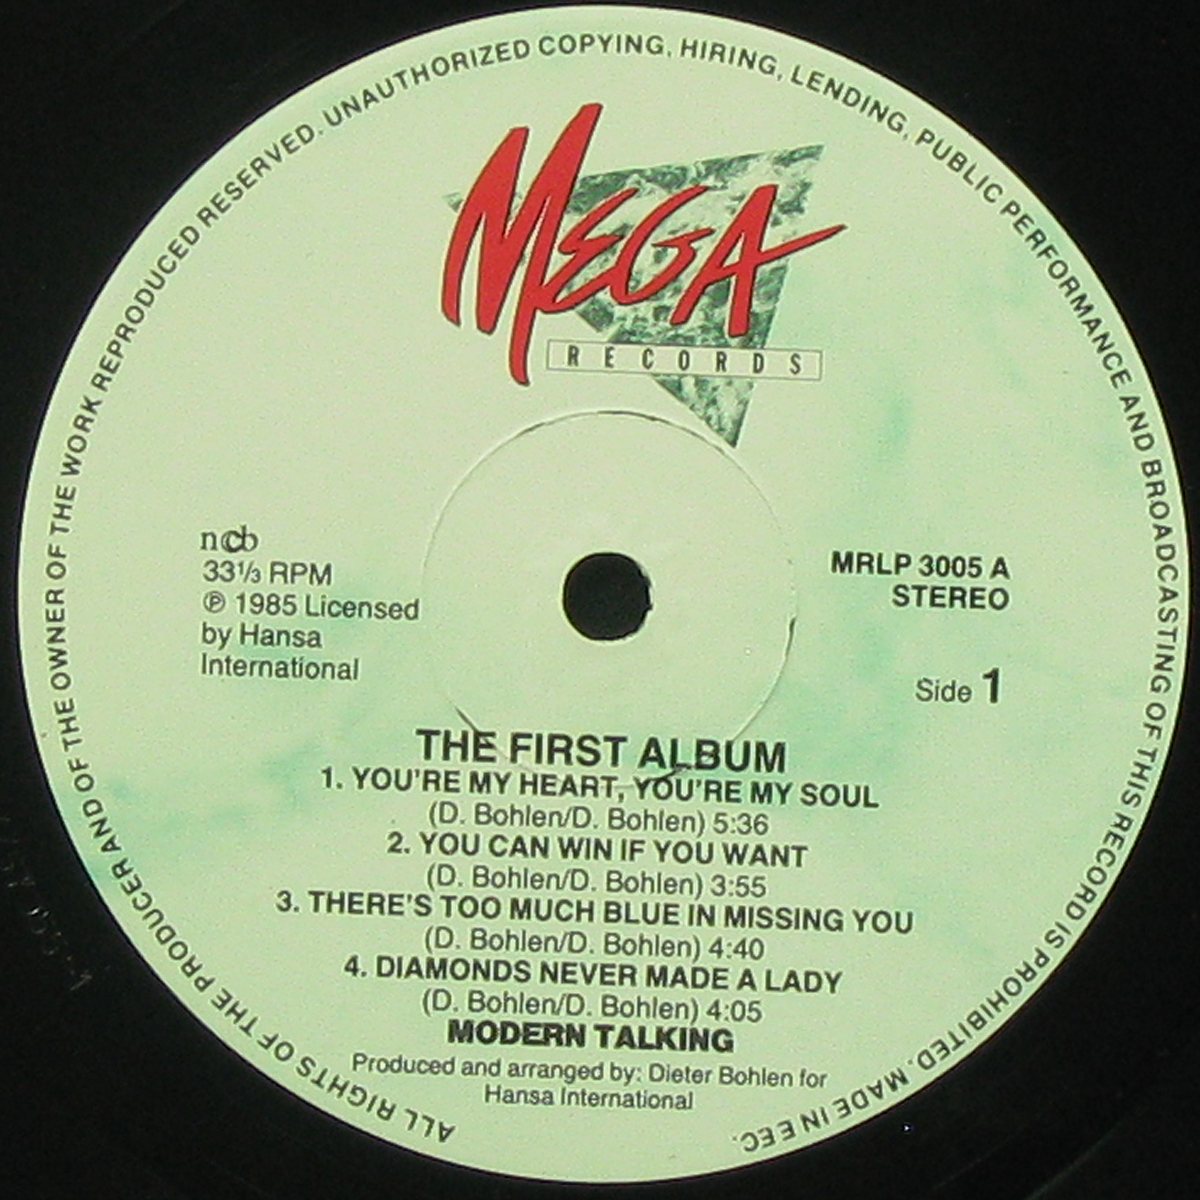 ALL RIGHTS OF THE PRODUCER AND OF THE OWNER OF THE WORK REPRODUCED RESERVED. UNAUTHORIZED COPYING, HIRING, LENDING, PUBLIC PERFORMANCE AND BROADCASTING OF THIS RECORD IS PROHIBITED. MADE IN EEC.
MEGA
RECORDS
ncb
33⅓ RPM
℗ 1985 Licensed
by Hansa
International
MRLP 3005 A
STEREO
Side 1
THE FIRST ALBUM
1. YOU'RE MY HEART, YOU'RE MY SOUL
(D. Bohlen/D. Bohlen) 5:36
2. YOU CAN WIN IF YOU WANT
(D. Bohlen/D. Bohlen) 3:55
3. THERE'S TOO MUCH BLUE IN MISSING YOU
(D. Bohlen/D. Bohlen) 4:40
4. DIAMONDS NEVER MADE A LADY
(D. Bohlen/D. Bohlen) 4:05
MODERN TALKING
Produced and arranged by: Dieter Bohlen for
Hansa International